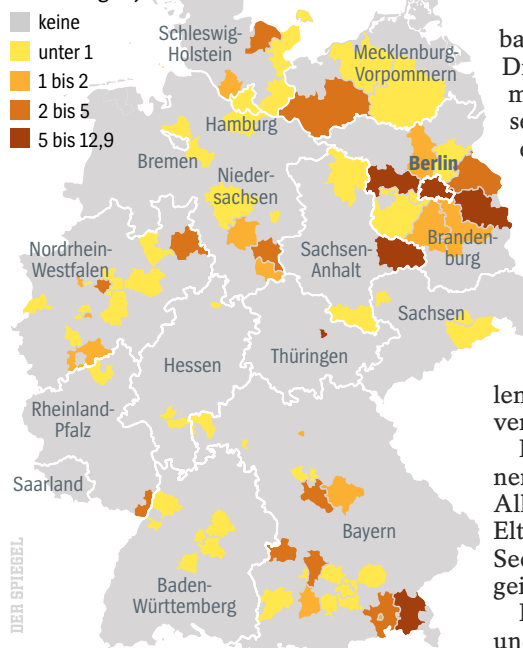 keine
unter 1
1 bis 2
2 bis 5
5 bis 12,9
Schleswig-
Holstein
Mecklenburg-
Vorpommern
Hamburg
Bremen
Berlin
Nieder-
sachsen
Branden-
burg
Sachsen-
Anhalt
Nordrhein-
Westfalen
Sachsen
Thüringen
Hessen
Rheinland-
Pfalz
Saarland
Bayern
Baden-
Württemberg
DER SPIEGEL
len